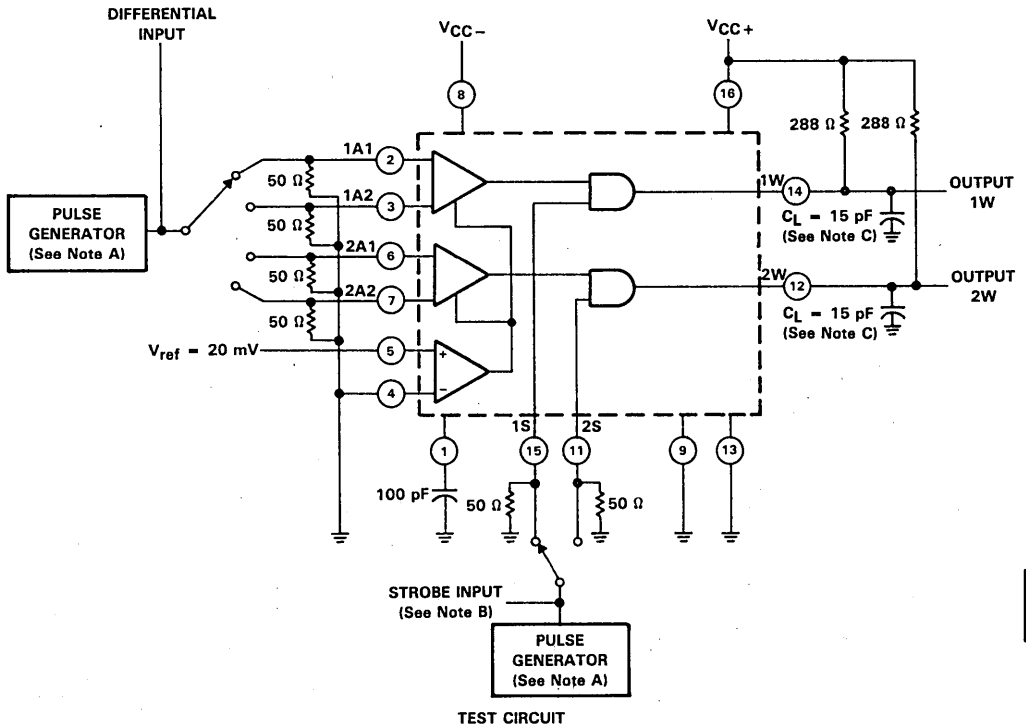 DIFFERENTIAL
INPUT
VCC−
VCC+
8
16
288 Ω
288 Ω
1A1
2
50 Ω
1A2
3
50 Ω
2A1
6
50 Ω
2A2
7
50 Ω
PULSE
GENERATOR
(See Note A)
1W
14
OUTPUT
1W
CL = 15 pF
(See Note C)
2W
12
OUTPUT
2W
CL = 15 pF
(See Note C)
Vref = 20 mV
5
+
−
4
1S
2S
1
15
11
9
13
100 pF
50 Ω
50 Ω
STROBE INPUT
(See Note B)
PULSE
GENERATOR
(See Note A)
TEST CIRCUIT